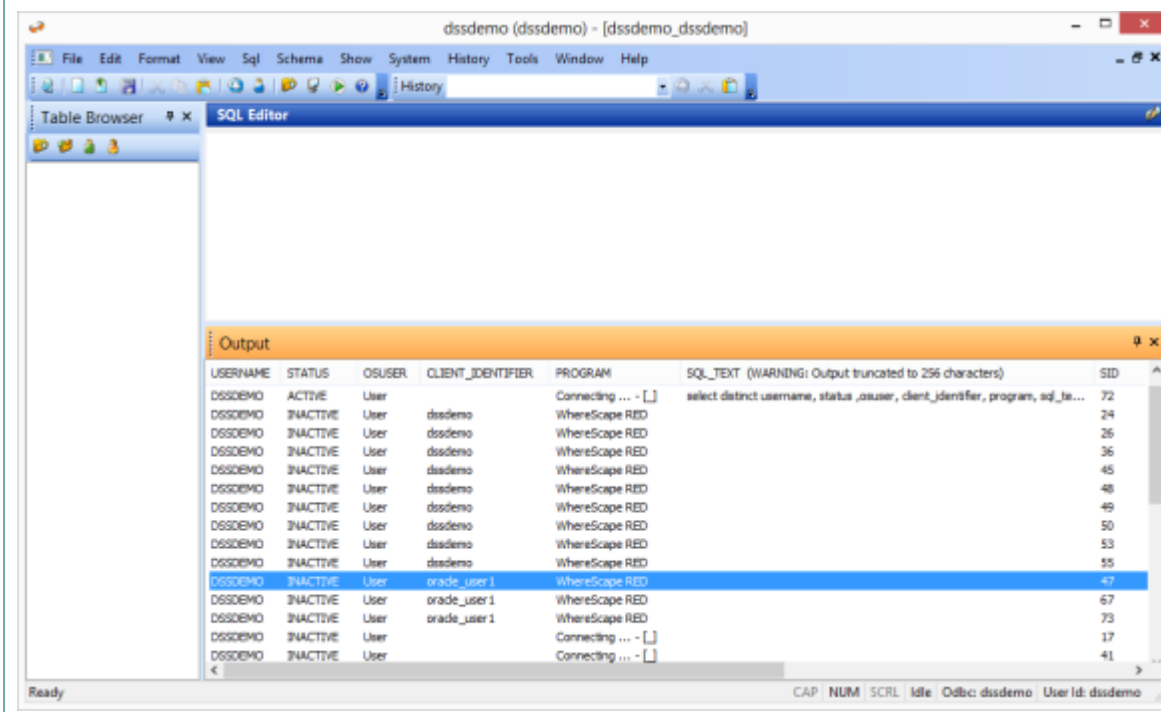 dssdemo (dssdemo) - [dssdemo_dssdemo]
File Edit Format View Sql Schema Show System History Tools Window Help
History
Table Browser
SQL Editor
Output
USERNAME STATUS OSUSER CLIENT_IDENTIFIER PROGRAM SQL_TEXT (WARNING: Output truncated to 256 characters) SID
DSSDEMO ACTIVE User Connecting ... - [_] select distinct username, status ,osuser, client_identifier, program, sql_te... 72
DSSDEMO INACTIVE User dssdemo WhereScape RED 24
DSSDEMO INACTIVE User dssdemo WhereScape RED 26
DSSDEMO INACTIVE User dssdemo WhereScape RED 36
DSSDEMO INACTIVE User dssdemo WhereScape RED 45
DSSDEMO INACTIVE User dssdemo WhereScape RED 48
DSSDEMO INACTIVE User dssdemo WhereScape RED 49
DSSDEMO INACTIVE User dssdemo WhereScape RED 50
DSSDEMO INACTIVE User dssdemo WhereScape RED 53
DSSDEMO INACTIVE User dssdemo WhereScape RED 55
DSSDEMO INACTIVE User oracle_user1 WhereScape RED 47
DSSDEMO INACTIVE User oracle_user1 WhereScape RED 67
DSSDEMO INACTIVE User oracle_user1 WhereScape RED 73
DSSDEMO INACTIVE User Connecting ... - [_] 17
DSSDEMO INACTIVE User Connecting ... - [_] 41
Ready CAP NUM SCRL Idle Odbc: dssdemo User Id: dssdemo